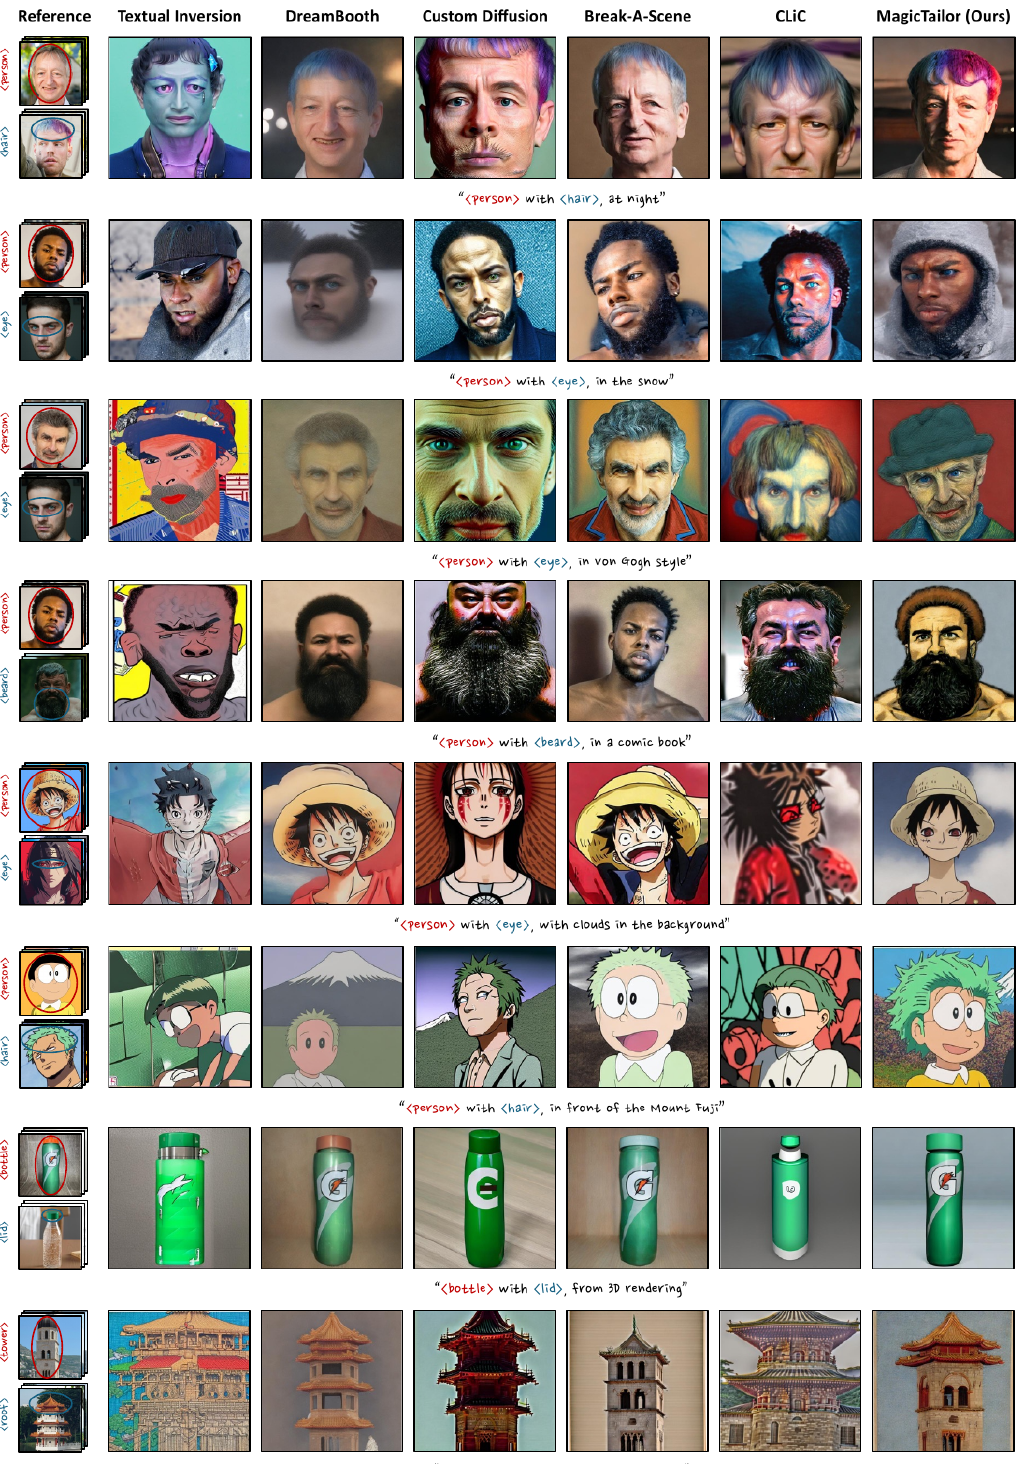 Reference Textual Inversion DreamBooth Custom Diffusion Break-A-Scene CLiC MagicTailor (Ours)
<person>
<hair>
"<person> with <hair>, at night"
<person>
<eye>
"<person> with <eye>, in the snow"
<person>
<eye>
"<person> with <eye>, in Von Gogh style"
<person>
<beard>
"<person> with <beard>, in a comic book"
<person>
<eye>
"<person> with <eye>, with clouds in the background"
<person>
<hair>
"<person> with <hair>, in front of the Mount Fuji"
<bottle>
<lid>
G
G
G
G
"<bottle> with <lid>, from 3D rendering"
<tower>
<roof>